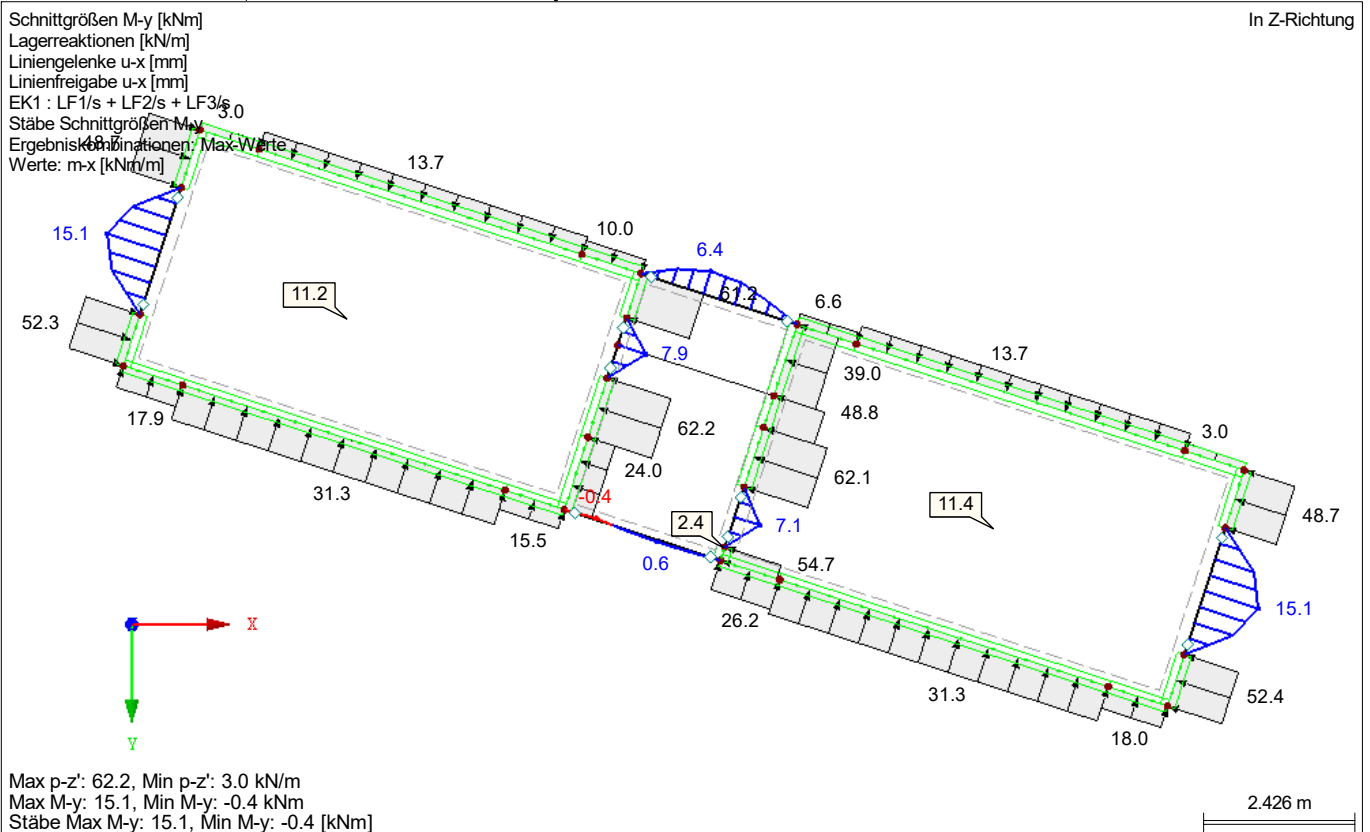 Schnittgrößen M-y [kNm]
In Z-Richtung
Lagerreaktionen [kN/m]
Liniengelenke u-x [mm]
Linienfreigabe u-x [mm]
EK1 : LF1/s + LF2/s + LF3/s
3.0
Stäbe Schnittgrößen M-y
48.7
Ergebniskombinationen: Max-Werte
Werte: m-x [kNm/m]
13.7
10.0
15.1
6.4
11.2
61.2
6.6
52.3
7.9
13.7
39.0
48.8
17.9
62.2
3.0
24.0
62.1
31.3
-0.4
11.4
48.7
2.4
7.1
15.5
0.6
54.7
15.1
26.2
X
31.3
52.4
18.0
Y
Max p-z': 62.2, Min p-z': 3.0 kN/m
Max M-y: 15.1, Min M-y: -0.4 kNm
2.426 m
Stäbe Max M-y: 15.1, Min M-y: -0.4 [kNm]